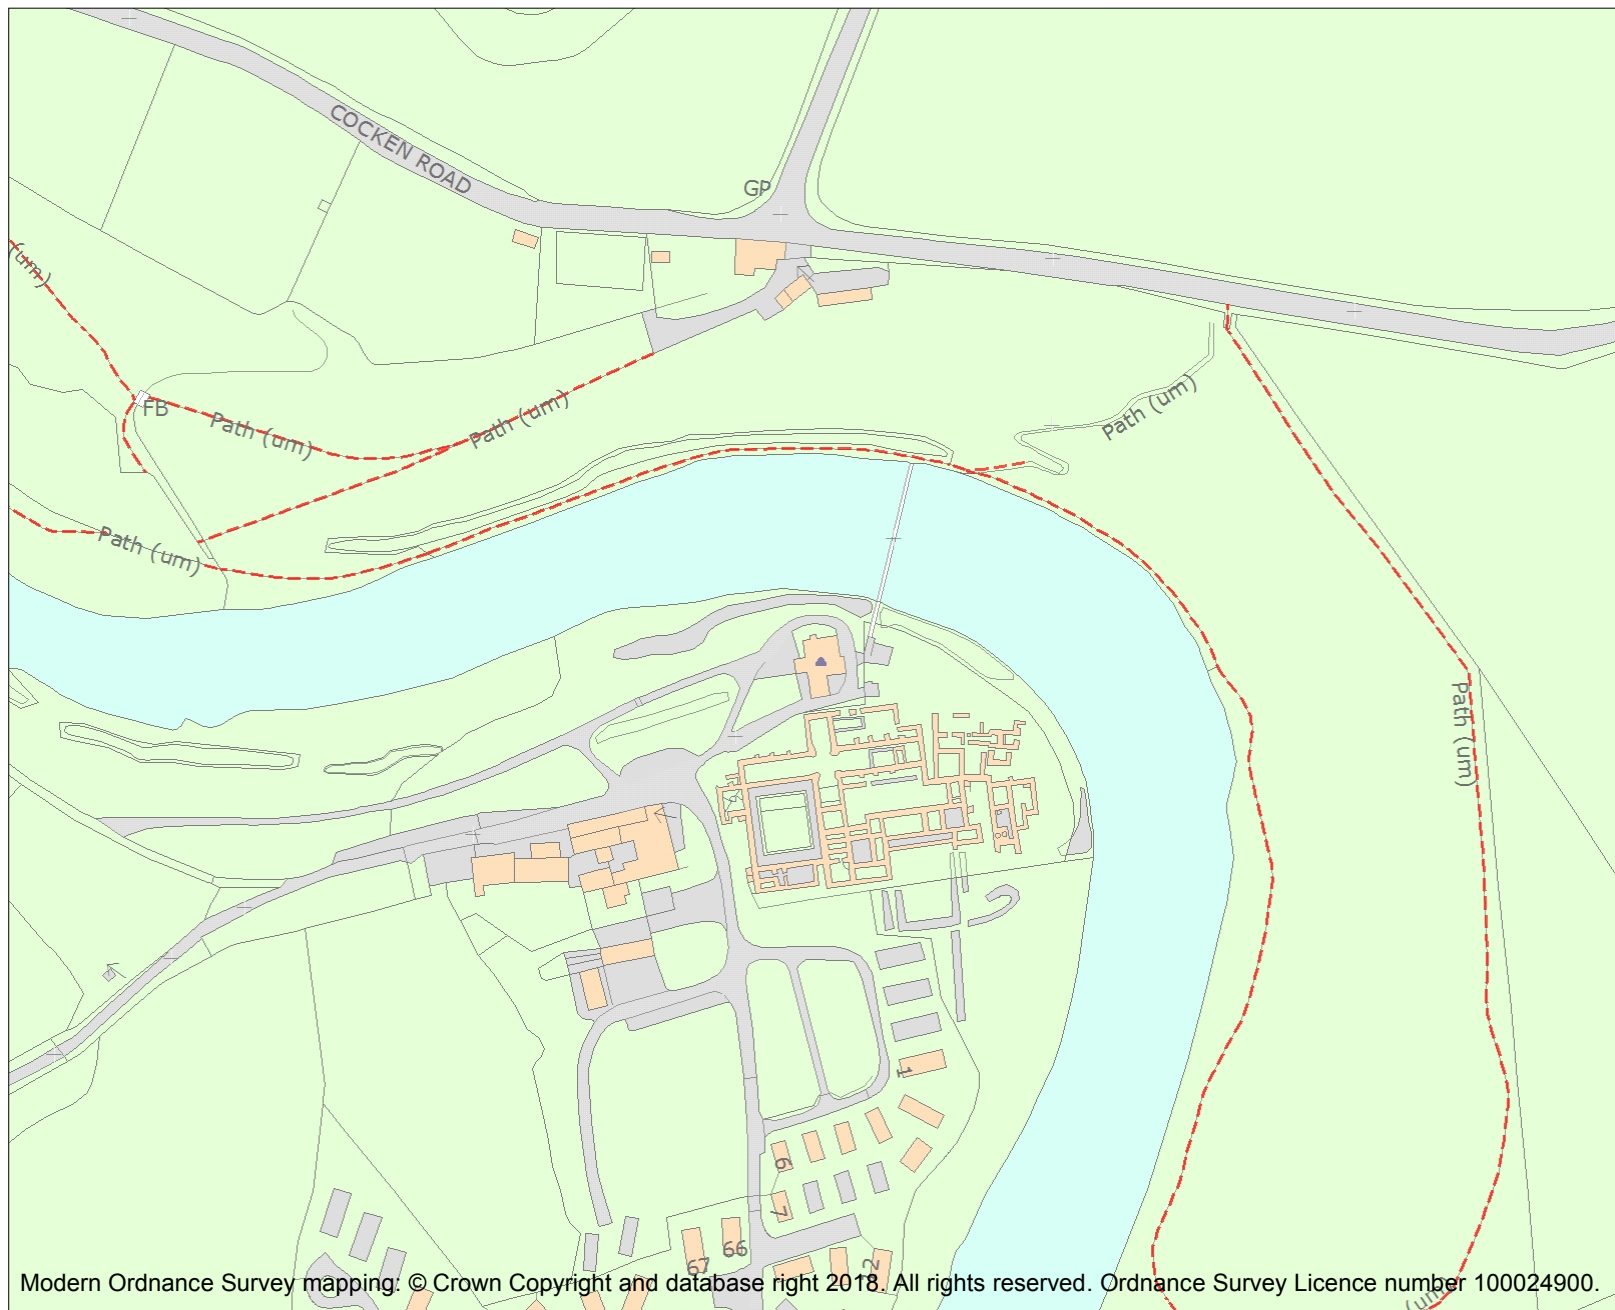 COCKEN ROAD
GP
(um)
FB
Path (um)
Path (um)
Path (um)
Path (um)
Path (um)
1
6
7
66
67
12
(um)
Modern Ordnance Survey mapping: © Crown Copyright and database right 2018. All rights reserved. Ordnance Survey Licence number 100024900.